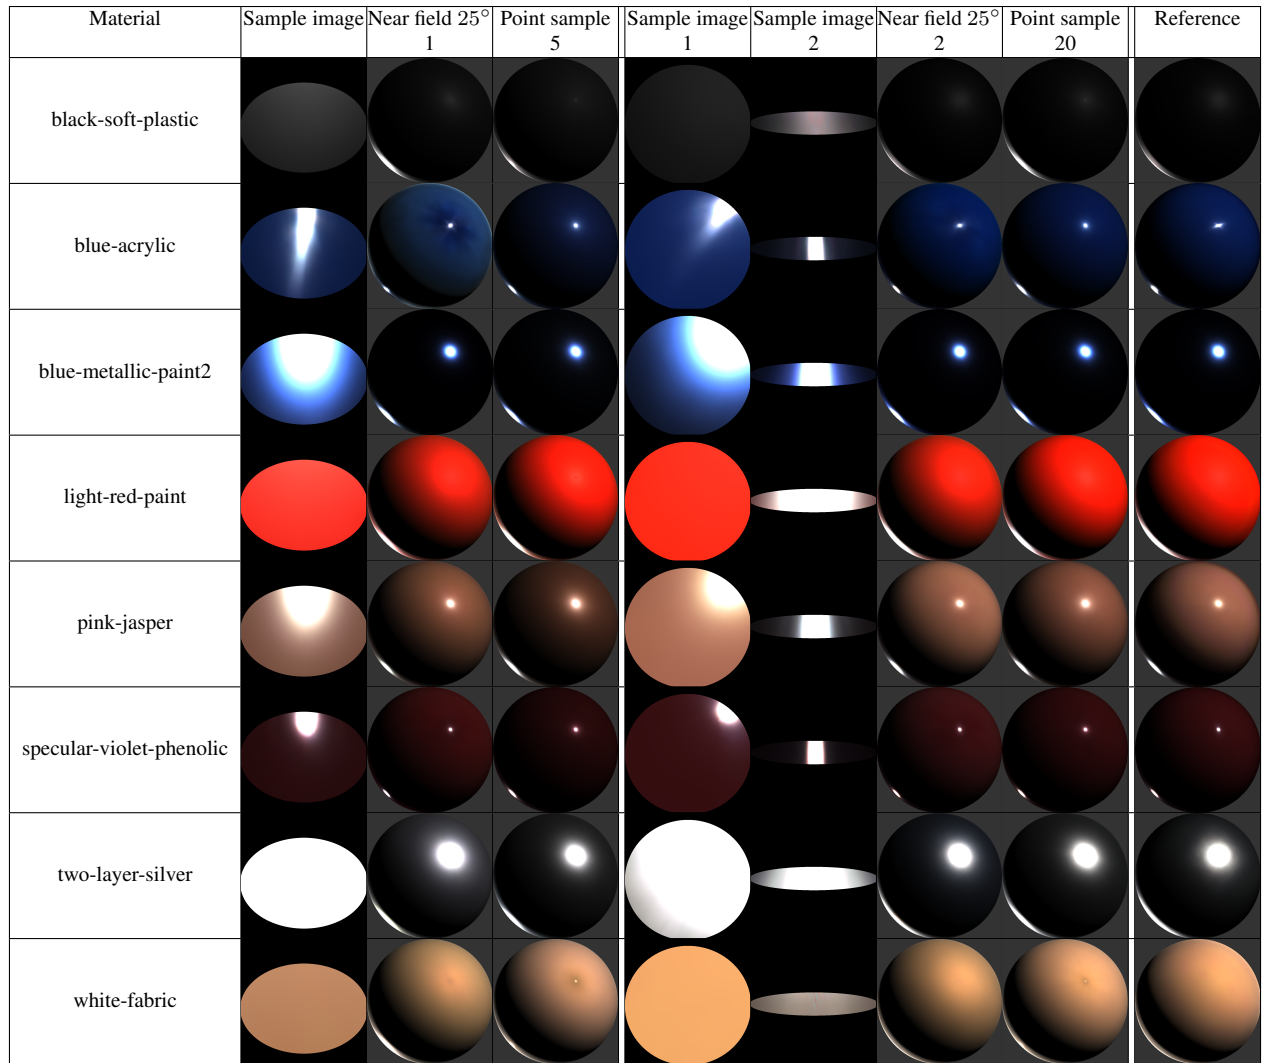 Material Sample image Near field 25° Point sample Sample image Sample image Near field 25° Point sample Reference
1 5 1 2 2 20
black-soft-plastic
blue-acrylic
blue-metallic-paint2
light-red-paint
pink-jasper
specular-violet-phenolic
two-layer-silver
white-fabric